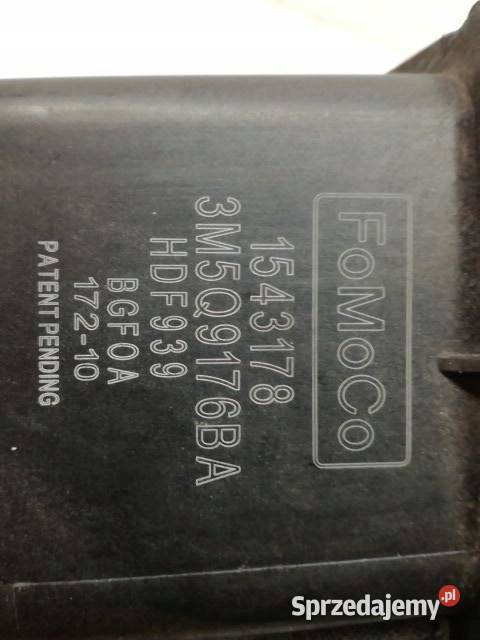 FoMoCo
1543178
3M5Q9176BA
HDF939
BGF0A
172-10
PATENT PENDING
Sprzedajemy.pl